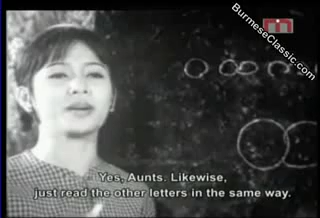 BurmeseClassic.com
Yes, Aunts. Likewise,
just read the other letters in the same way.